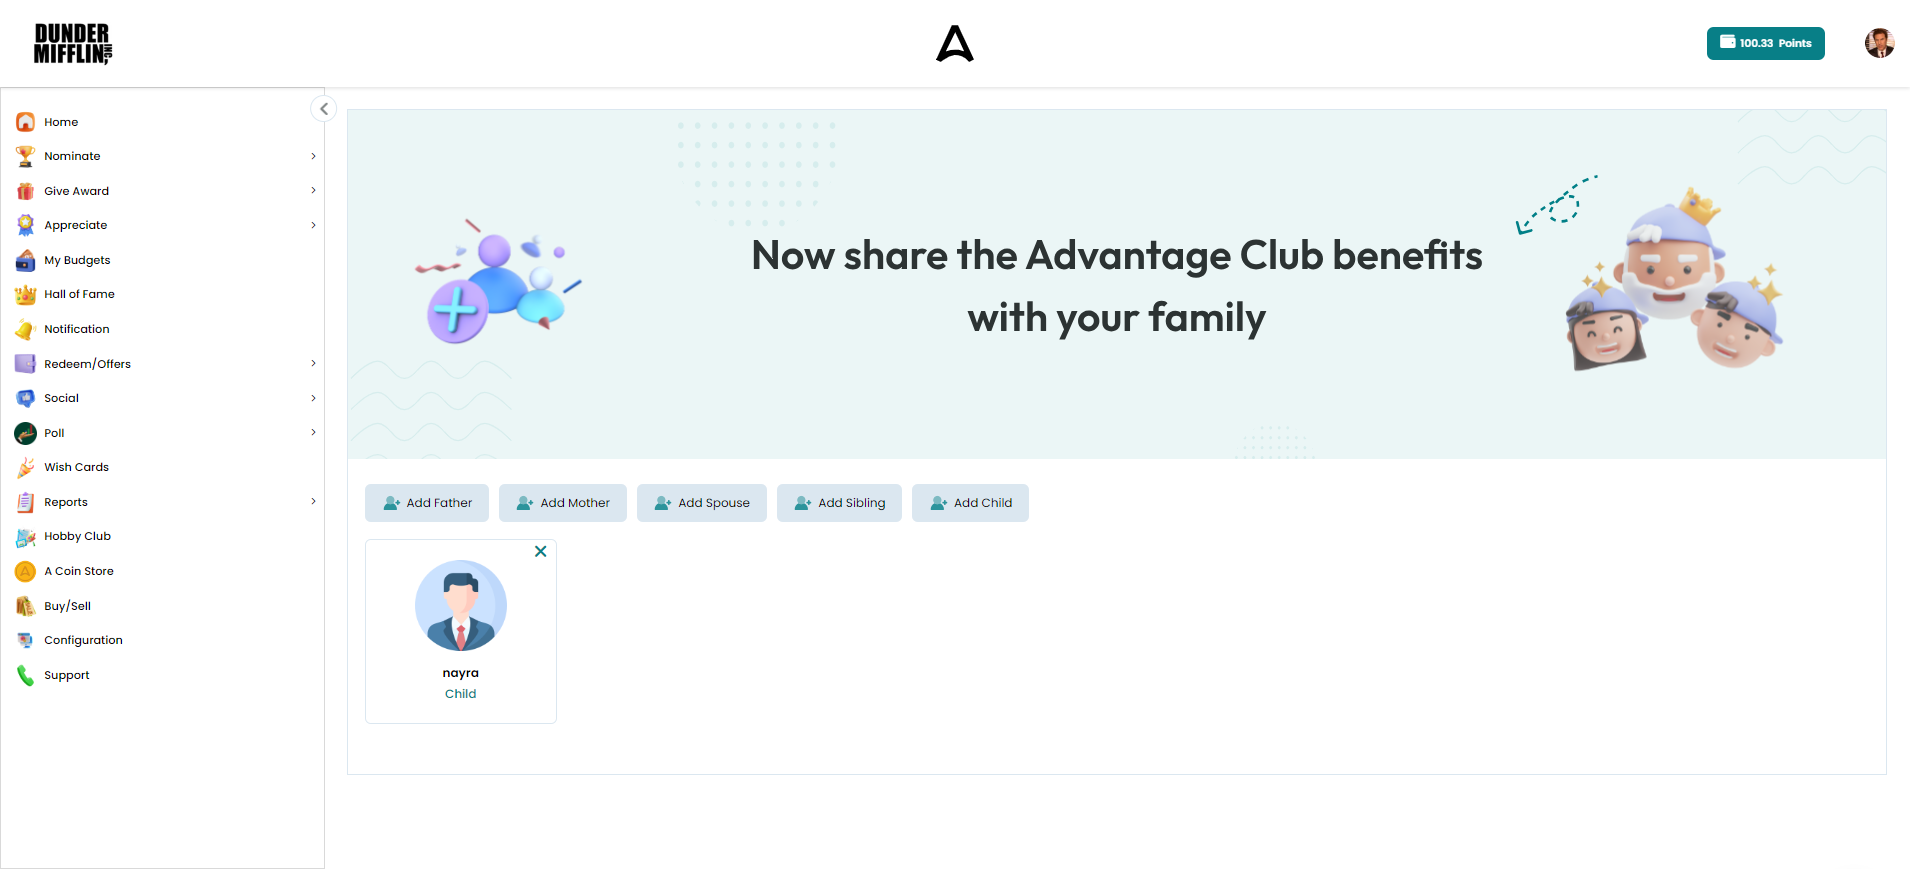 DUNDER
MIFFLIN, INC
100.33 Points
Home
Nominate
Give Award
Appreciate
My Budgets
Hall of Fame
Notification
Redeem/Offers
Social
Poll
Wish Cards
Reports
Hobby Club
A Coin Store
Buy/Sell
Configuration
Support
Now share the Advantage Club benefits
with your family
Add Father
Add Mother
Add Spouse
Add Sibling
Add Child
nayra
Child